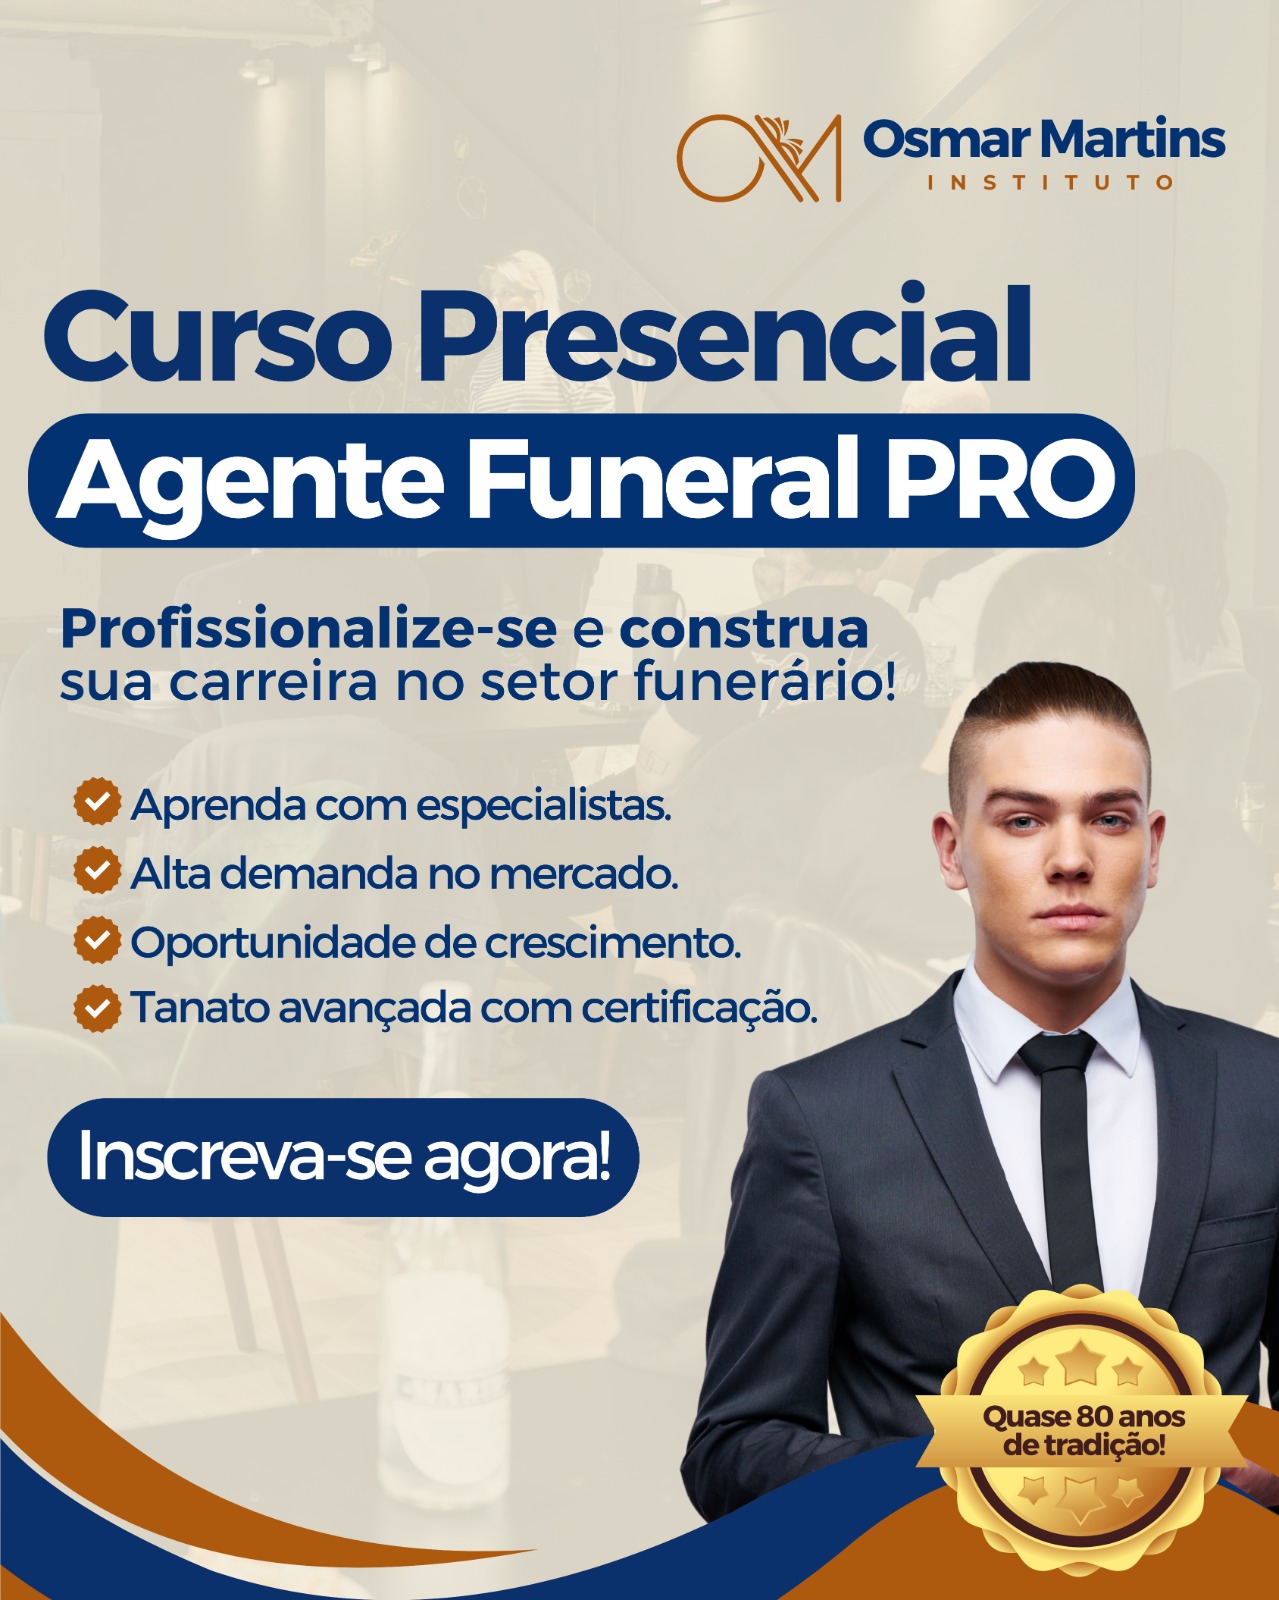 Osmar Martins
INSTITUTO
Curso Presencial
Agente Funeral PRO
Profissionalize-se e construa
sua carreira no setor funerário!
Aprenda com especialistas.
Alta demanda no mercado.
Oportunidade de crescimento.
Tanato avançada com certificação.
Inscreva-se agora!
Quase 80 anos
de tradição!